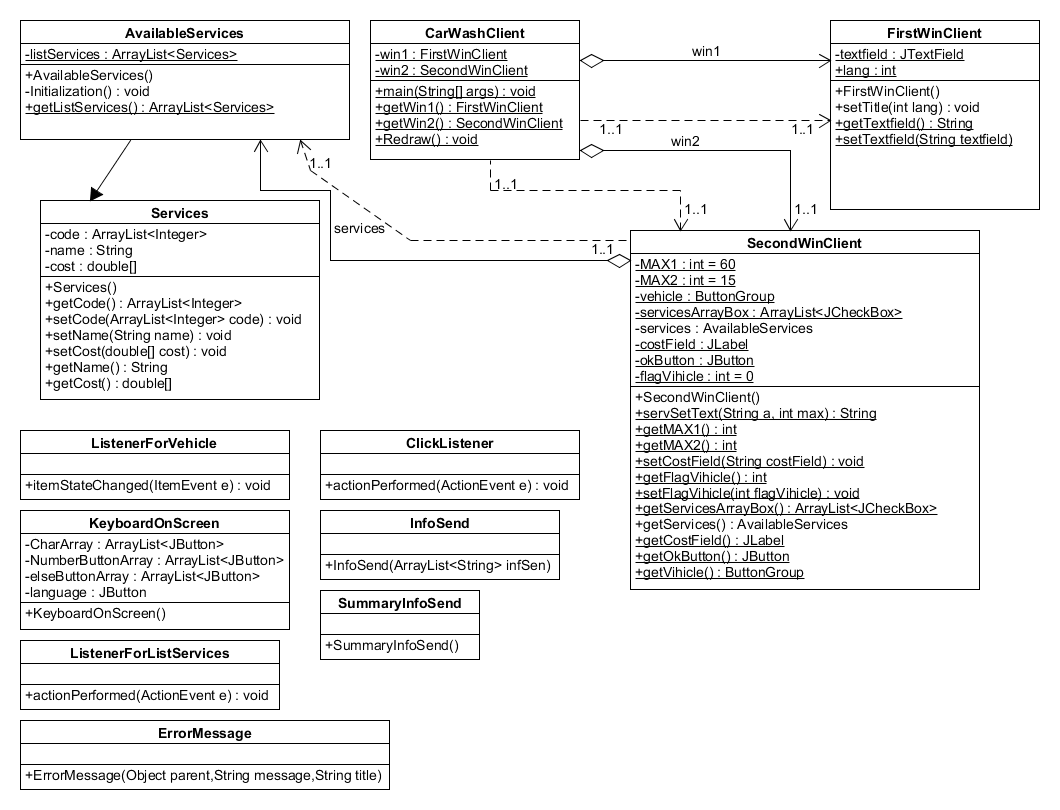 AvailableServices
-listServices : ArrayList<Services>
+AvailableServices()
-Initialization() : void
+getListServices() : ArrayList<Services>
CarWashClient
-win1 : FirstWinClient
-win2 : SecondWinClient
+main(String[] args) : void
+getWin1() : FirstWinClient
+getWin2() : SecondWinClient
+Redraw() : void
win1
1..1
1..1
win2
1..1
1..1
1..1
FirstWinClient
-textfield : JTextField
+lang : int
+FirstWinClient()
+setTitle(int lang) : void
+getTextfield() : String
+setTextfield(String textfield)
1..1
services
1..1
Services
-code : ArrayList<Integer>
-name : String
-cost : double[]
+Services()
+getCode() : ArrayList<Integer>
+setCode(ArrayList<Integer> code) : void
+setName(String name) : void
+setCost(double[] cost) : void
+getName() : String
+getCost() : double[]
SecondWinClient
-MAX1 : int = 60
-MAX2 : int = 15
-vehicle : ButtonGroup
-servicesArrayBox : ArrayList<JCheckBox>
-services : AvailableServices
-costField : JLabel
-okButton : JButton
-flagVihicle : int = 0
+SecondWinClient()
+servSetText(String a, int max) : String
+getMAX1() : int
+getMAX2() : int
+setCostField(String costField) : void
+getFlagVihicle() : int
+setFlagVihicle(int flagVihicle) : void
+getServicesArrayBox() : ArrayList<JCheckBox>
+getServices() : AvailableServices
+getCostField() : JLabel
+getOkButton() : JButton
+getVihicle() : ButtonGroup
ListenerForVehicle
+itemStateChanged(ItemEvent e) : void
ClickListener
+actionPerformed(ActionEvent e) : void
KeyboardOnScreen
-CharArray : ArrayList<JButton>
-NumberButtonArray : ArrayList<JButton>
-elseButtonArray : ArrayList<JButton>
-language : JButton
+KeyboardOnScreen()
InfoSend
+InfoSend(ArrayList<String> infSen)
SummaryInfoSend
+SummaryInfoSend()
ListenerForListServices
+actionPerformed(ActionEvent e) : void
ErrorMessage
+ErrorMessage(Object parent,String message,String title)